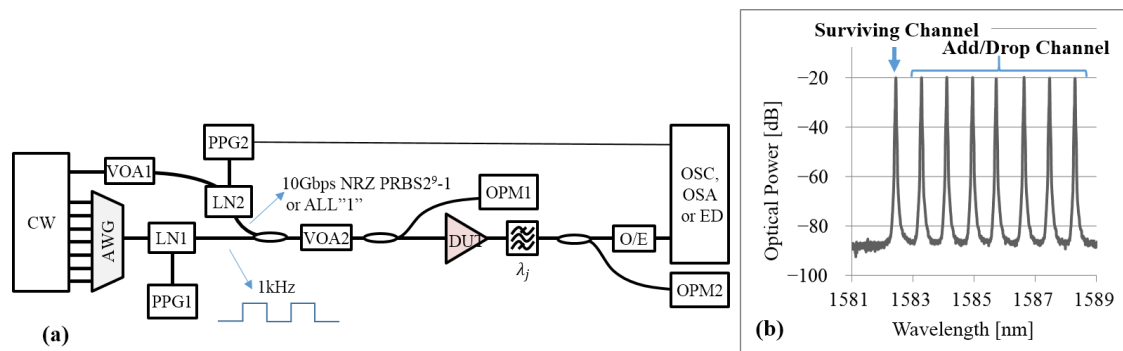 CW
VOA1
AWG
LN1
PPG1
PPG2
LN2
10Gbps NRZ PRBS2⁹-1
or ALL”1”
1kHz
VOA2
OPM1
DUT
λj
O/E
OSC,
OSA
or ED
OPM2
(a)
Surviving Channel
Add/Drop Channel
Optical Power [dB]
−20
−40
−60
−80
−100
1581 1583 1585 1587 1589
Wavelength [nm]
(b)